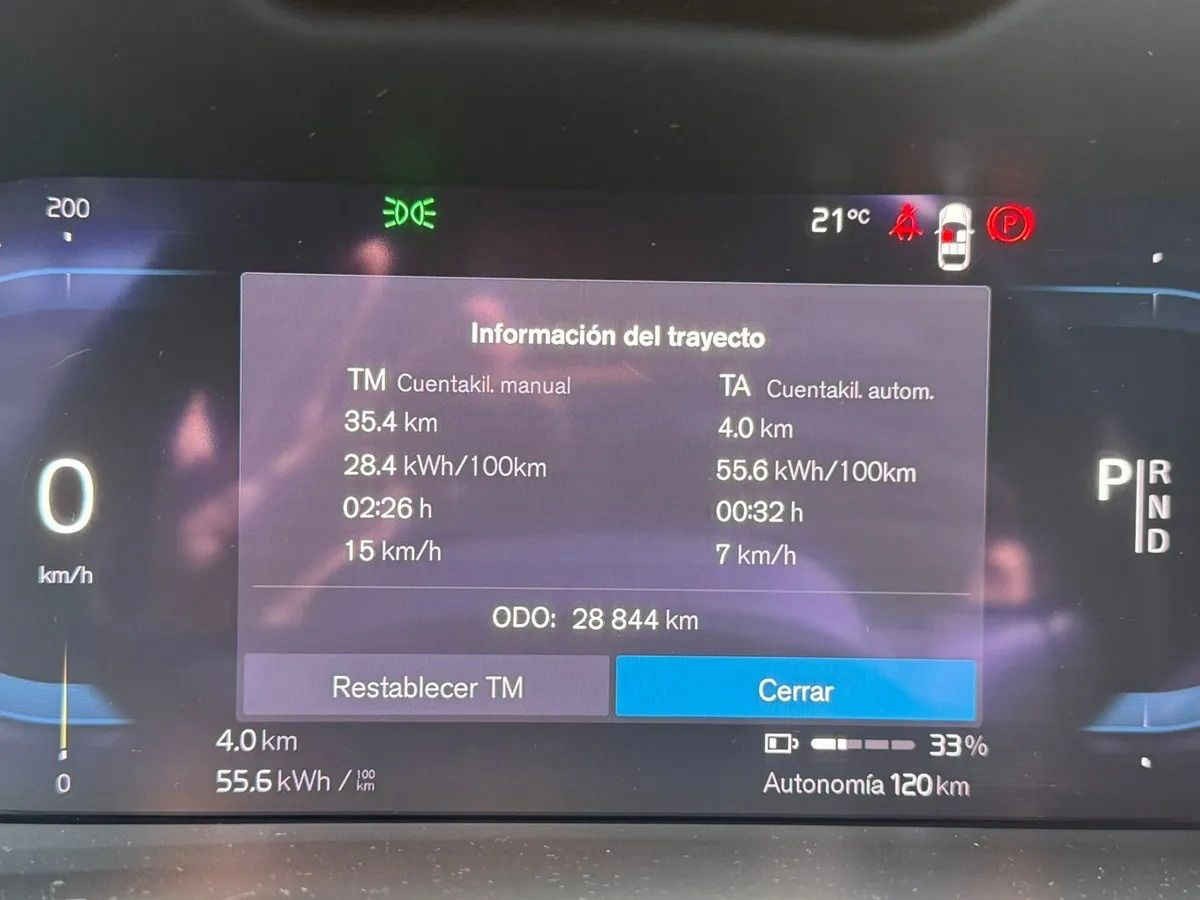 200
21°C
P
Información del trayecto
TM Cuentakil. manual
35.4 km
28.4 kWh/100km
02:26 h
15 km/h
TA Cuentakil. autom.
4.0 km
55.6 kWh/100km
00:32 h
7 km/h
ODO: 28 844 km
Restablecer TM
Cerrar
0
km/h
0
P
R
N
D
4.0 km
55.6 kWh / 100 km
33%
Autonomía 120 km